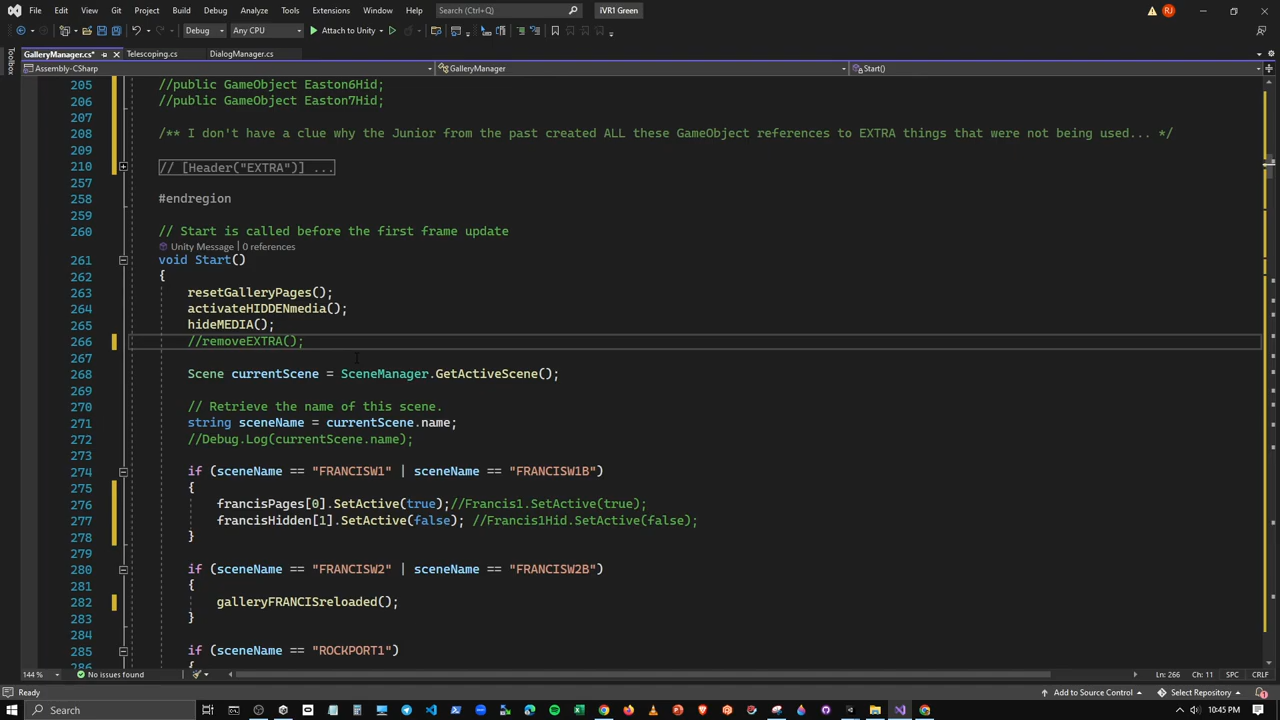 File Edit View Git Project Build Debug Analyze Tools Extensions Window Help Search (Ctrl+Q) iVR1 Green RJ
Debug Any CPU Attach to Unity
Toolbox
GalleryManager.cs* Telescoping.cs DialogManager.cs
Assembly-CSharp GalleryManager Start()
205 //public GameObject Easton6Hid;
206 //public GameObject Easton7Hid;
207
208 /** I don't have a clue why the Junior from the past created ALL these GameObject references to EXTRA things that were not being used... */
209
210 // [Header("EXTRA")] ...
257
258 #endregion
259
260 // Start is called before the first frame update
Unity Message | 0 references
261 void Start()
262 {
263 resetGalleryPages();
264 activateHIDDENmedia();
265 hideMEDIA();
266 //removeEXTRA();
267
268 Scene currentScene = SceneManager.GetActiveScene();
269
270 // Retrieve the name of this scene.
271 string sceneName = currentScene.name;
272 //Debug.Log(currentScene.name);
273
274 if (sceneName == "FRANCISW1" | sceneName == "FRANCISW1B")
275 {
276 francisPages[0].SetActive(true);//Francis1.SetActive(true);
277 francisHidden[1].SetActive(false); //Francis1Hid.SetActive(false);
278 }
279
280 if (sceneName == "FRANCISW2" | sceneName == "FRANCISW2B")
281 {
282 galleryFRANCISreloaded();
283 }
284
285 if (sceneName == "ROCKPORT1")
286 {
144 % No issues found Ln: 266 Ch: 11 SPC CRLF
Ready Add to Source Control Select Repository 1
Search 10:45 PM